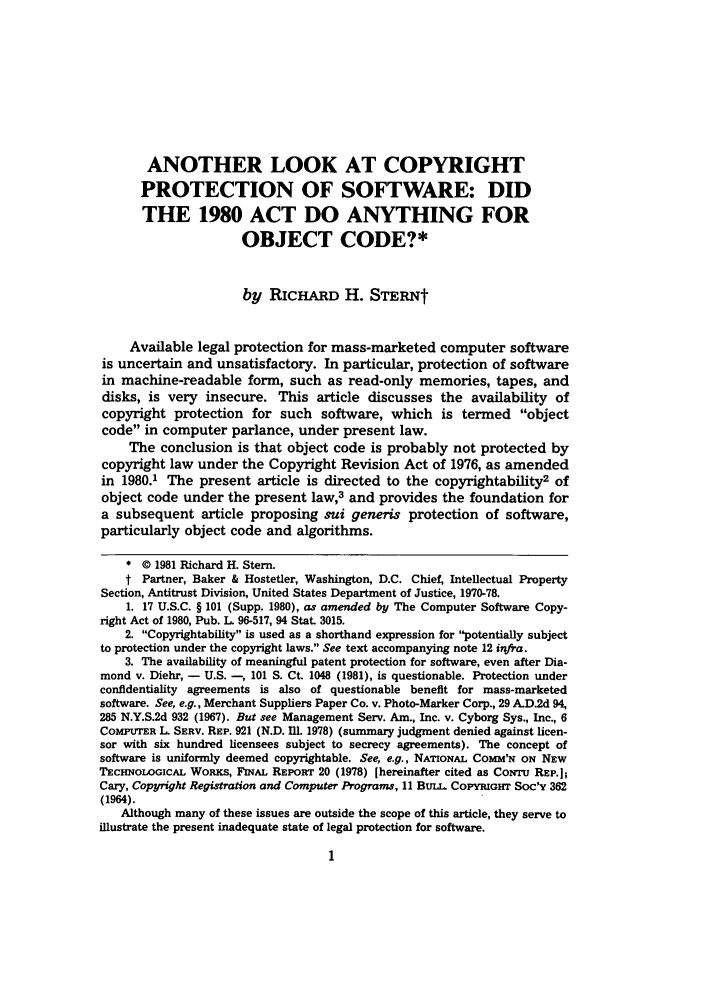 ANOTHER LOOK AT COPYRIGHT
PROTECTION OF SOFTWARE: DID
THE 1980 ACT DO ANYTHING FOR
OBJECT CODE?*
by RICHARD H. STERN†
Available legal protection for mass-marketed computer software
is uncertain and unsatisfactory. In particular, protection of software
in machine-readable form, such as read-only memories, tapes, and
disks, is very insecure. This article discusses the availability of
copyright protection for such software, which is termed "object
code" in computer parlance, under present law.
The conclusion is that object code is probably not protected by
copyright law under the Copyright Revision Act of 1976, as amended
in 1980.1 The present article is directed to the copyrightability2 of
object code under the present law,3 and provides the foundation for
a subsequent article proposing sui generis protection of software,
particularly object code and algorithms.
* © 1981 Richard H. Stern.
† Partner, Baker & Hostetler, Washington, D.C. Chief, Intellectual Property
Section, Antitrust Division, United States Department of Justice, 1970-78.
1. 17 U.S.C. § 101 (Supp. 1980), as amended by The Computer Software Copy-
right Act of 1980, Pub. L. 96-517, 94 Stat. 3015.
2. "Copyrightability" is used as a shorthand expression for "potentially subject
to protection under the copyright laws." See text accompanying note 12 infra.
3. The availability of meaningful patent protection for software, even after Dia-
mond v. Diehr, — U.S. —, 101 S. Ct. 1048 (1981), is questionable. Protection under
confidentiality agreements is also of questionable benefit for mass-marketed
software. See, e.g., Merchant Suppliers Paper Co. v. Photo-Marker Corp., 29 A.D.2d 94,
285 N.Y.S.2d 932 (1967). But see Management Serv. Am., Inc. v. Cyborg Sys., Inc., 6
COMPUTER L. SERV. REP. 921 (N.D. Ill. 1978) (summary judgment denied against licen-
sor with six hundred licensees subject to secrecy agreements). The concept of
software is uniformly deemed copyrightable. See, e.g., NATIONAL COMM'N ON NEW
TECHNOLOGICAL WORKS, FINAL REPORT 20 (1978) [hereinafter cited as CONTU REP.];
Cary, Copyright Registration and Computer Programs, 11 BULL. COPYRIGHT SOC'Y 362
(1964).
Although many of these issues are outside the scope of this article, they serve to
illustrate the present inadequate state of legal protection for software.
1